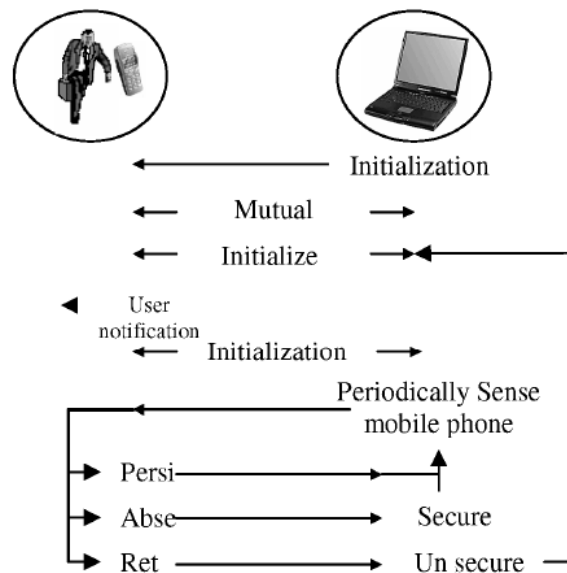 Initialization
Mutual
Initialize
User
notification
Initialization
Periodically Sense
mobile phone
Persi
Abse
Secure
Ret
Un secure